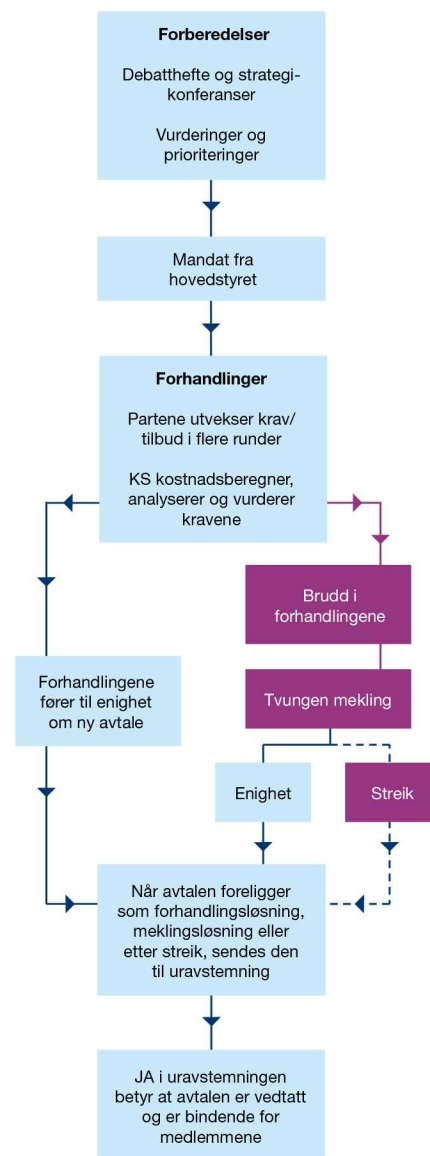 Forberedelser
Debatthefte og strategi-
konferanser
Vurderinger og
prioriteringer
Mandat fra
hovedstyret
Forhandlinger
Partene utvekser krav/
tilbud i flere runder
KS kostnadsberegner,
analyserer og vurderer
kravene
Brudd i
forhandlingene
Forhandlingene
fører til enighet
om ny avtale
Tvungen mekling
Enighet
Streik
Når avtalen foreligger
som forhandlingsløsning,
meklingsløsning eller
etter streik, sendes den
til uravstemning
JA i uravstemningen
betyr at avtalen er vedtatt
og er bindende for
medlemmene